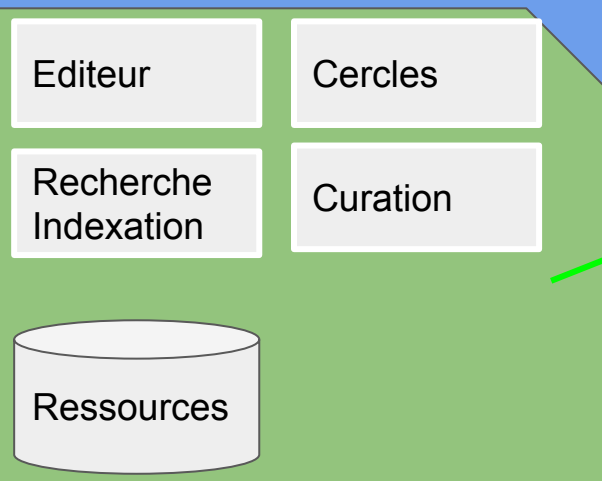 Editeur
Cercles
Recherche
Indexation
Curation
Ressources